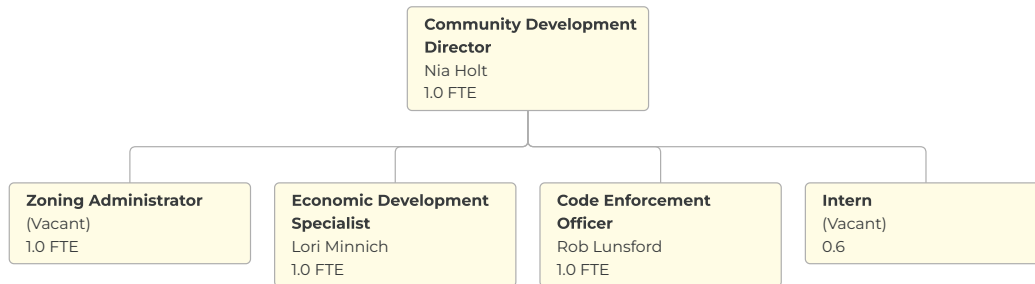 Community Development
Director
Nia Holt
1.0 FTE
Zoning Administrator
(Vacant)
1.0 FTE
Economic Development
Specialist
Lori Minnich
1.0 FTE
Code Enforcement
Officer
Rob Lunsford
1.0 FTE
Intern
(Vacant)
0.6